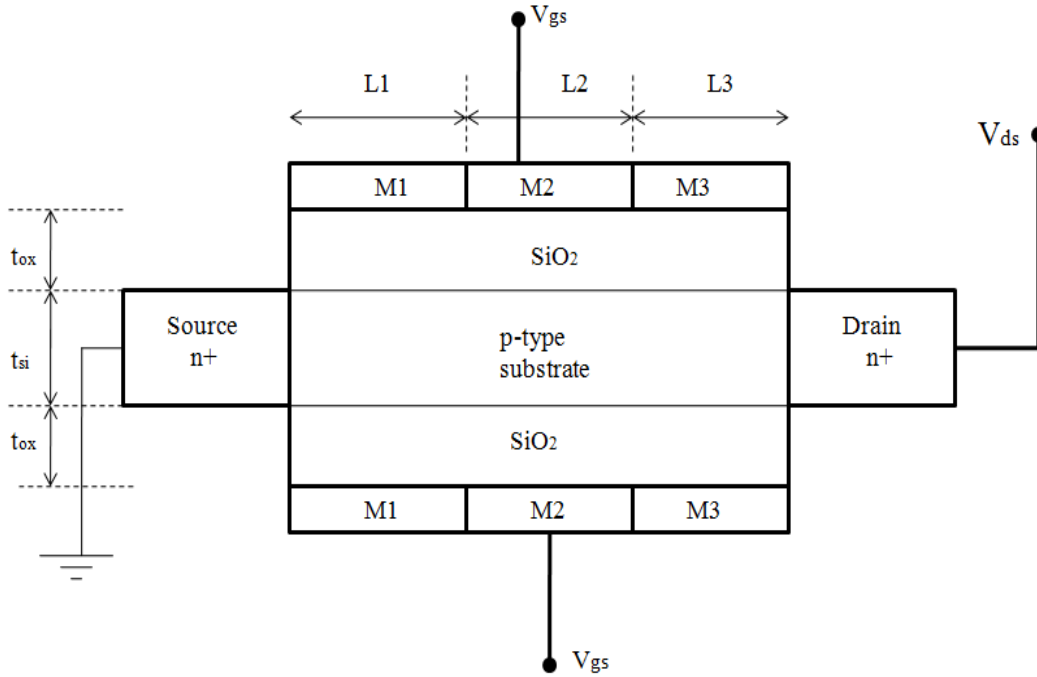 Vgs
L1 L2 L3
Vds
M1 M2 M3
tox
SiO2
Source
n+
p-type
substrate
Drain
n+
tsi
tox
SiO2
M1 M2 M3
Vgs